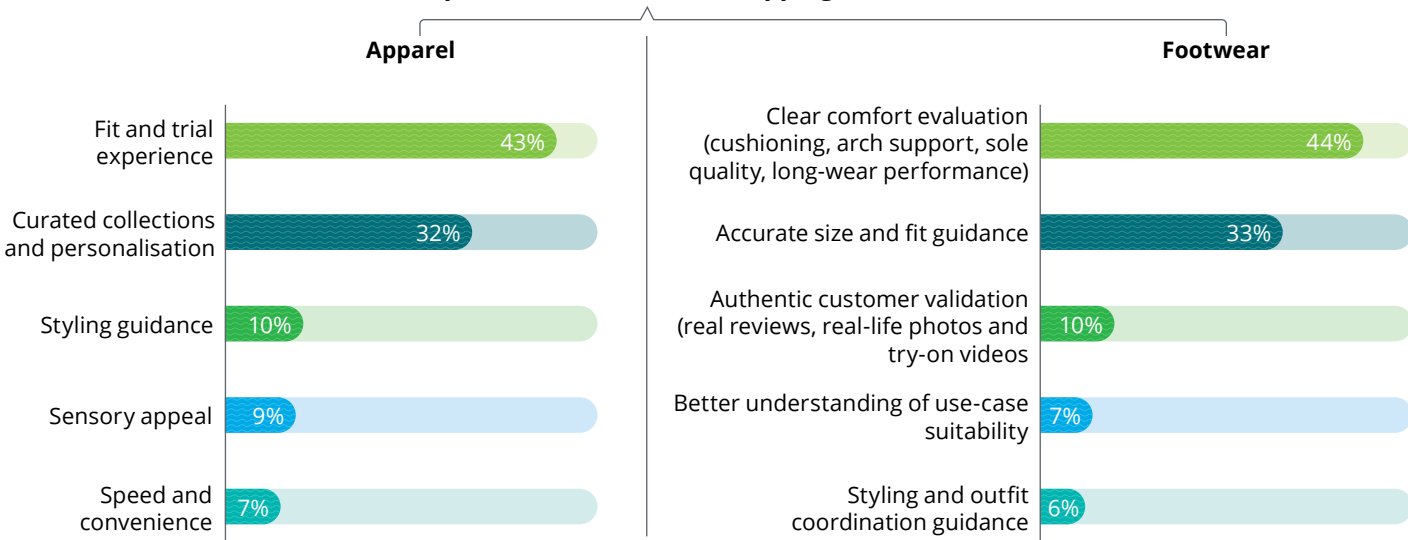 Apparel
Fit and trial
experience
43%
Curated collections
and personalisation
32%
Styling guidance
10%
Sensory appeal
9%
Speed and
convenience
7%
Footwear
Clear comfort evaluation
(cushioning, arch support, sole
quality, long-wear performance)
44%
Accurate size and fit guidance
33%
Authentic customer validation
(real reviews, real-life photos and
try-on videos
10%
Better understanding of use-case
suitability
7%
Styling and outfit
coordination guidance
6%